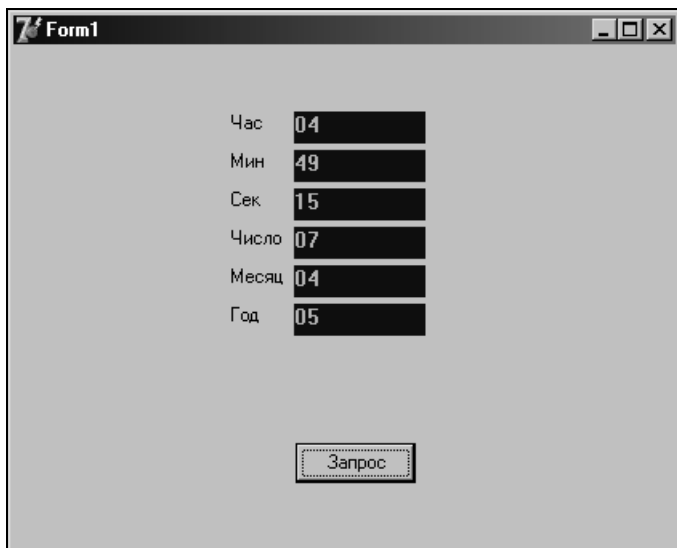 Form1
Час 04
Мин 49
Сек 15
Число 07
Месяц 04
Год 05
Запрос